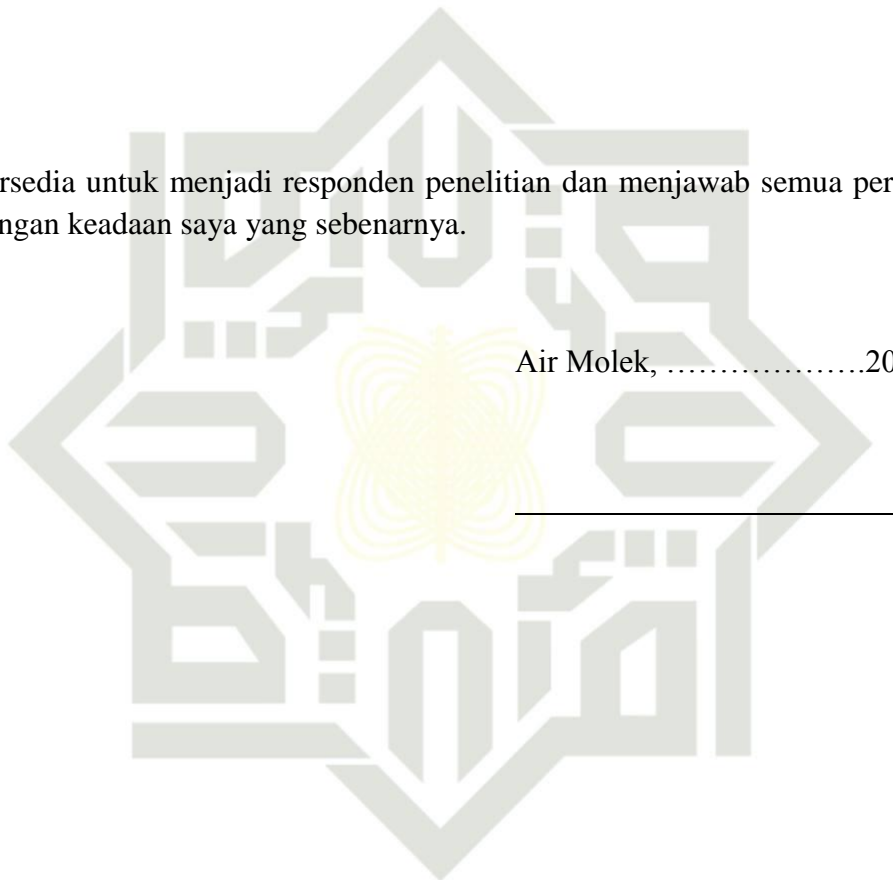 rsedia untuk menjadi responden penelitian dan menjawab semua per
ngan keadaan saya yang sebenarnya.
Air Molek, ……………….20